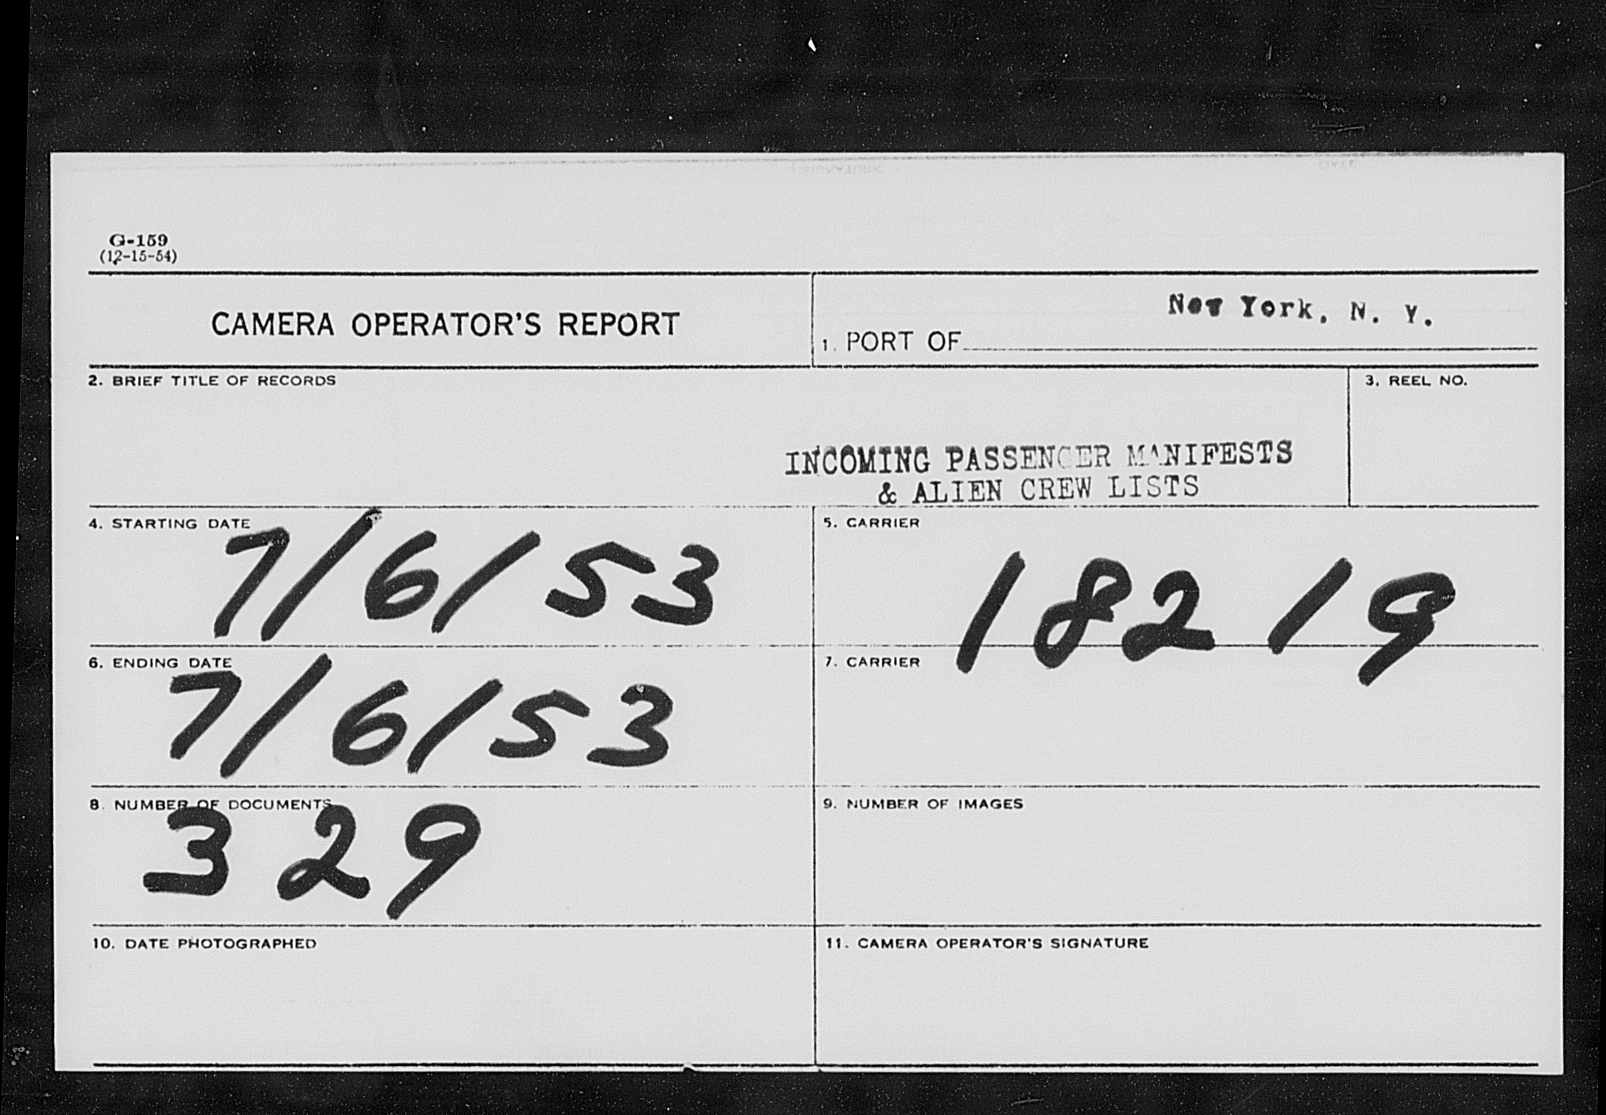 G-159
(12-15-54)
CAMERA OPERATOR'S REPORT
1. PORT OF New York, N. Y.
2. BRIEF TITLE OF RECORDS
3. REEL NO.
INCOMING PASSENGER MANIFESTS
& ALIEN CREW LISTS
4. STARTING DATE
7/6/53
5. CARRIER
18219
6. ENDING DATE
7/6/53
7. CARRIER
8. NUMBER OF DOCUMENTS
329
9. NUMBER OF IMAGES
10. DATE PHOTOGRAPHED
11. CAMERA OPERATOR'S SIGNATURE